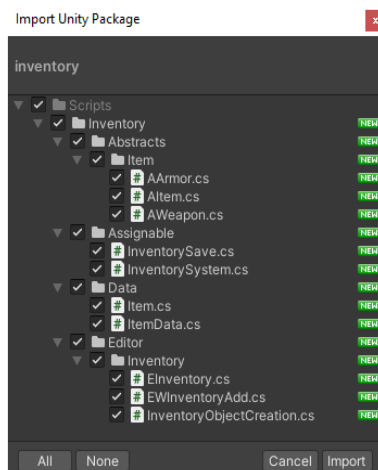 Import Unity Package
x
inventory
Scripts
Inventory NEW
Abstracts NEW
Item NEW
# AArmor.cs NEW
# AItem.cs NEW
# AWeapon.cs NEW
Assignable NEW
# InventorySave.cs NEW
# InventorySystem.cs NEW
Data NEW
# Item.cs NEW
# ItemData.cs NEW
Editor NEW
Inventory NEW
# EInventory.cs NEW
# EWInventoryAdd.cs NEW
# InventoryObjectCreation.cs NEW
All None Cancel Import